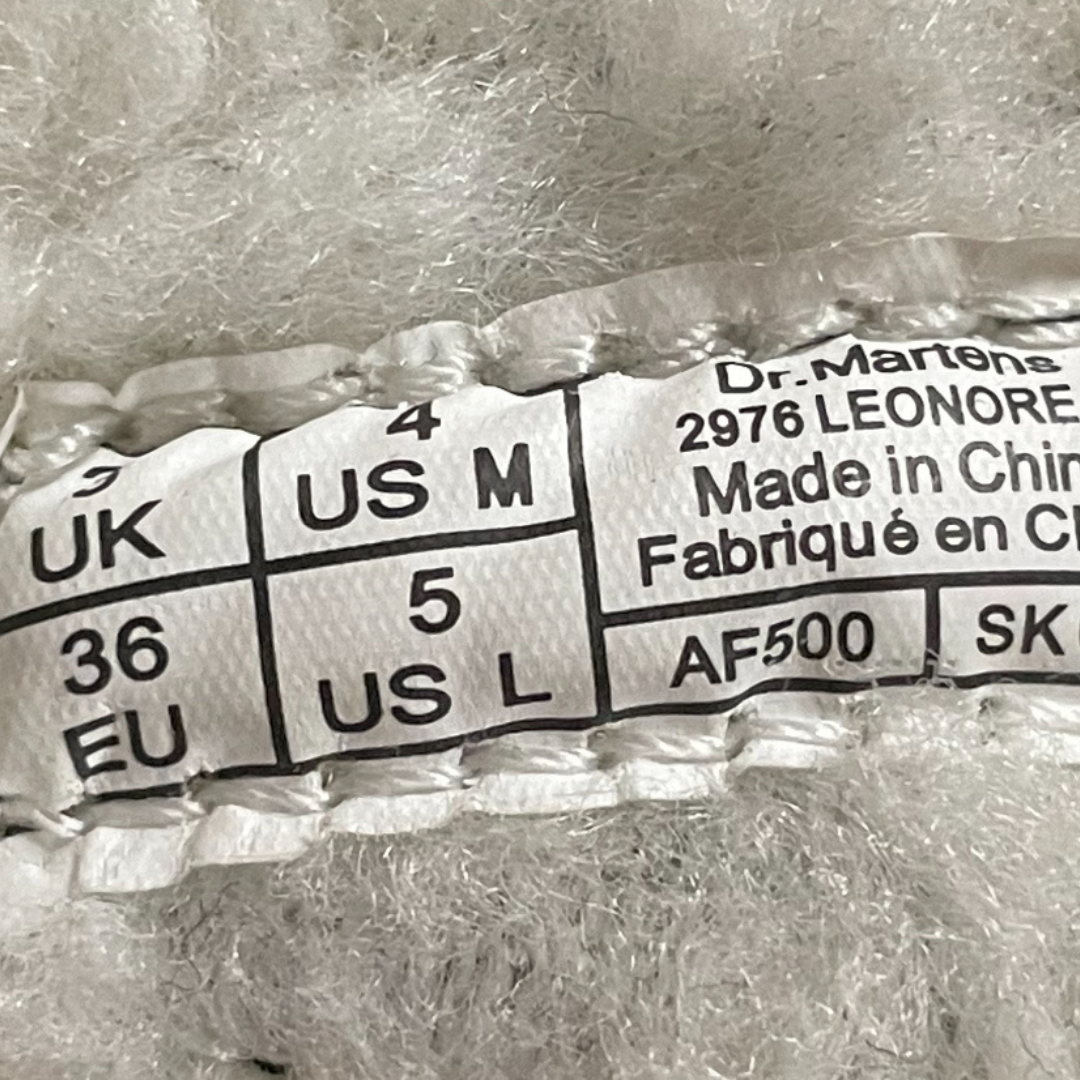 3
UK
36
EU
4
US M
5
US L
Dr. Martens
2976 LEONORE
Made in Chin
Fabriqué en Ch
AF500
SK